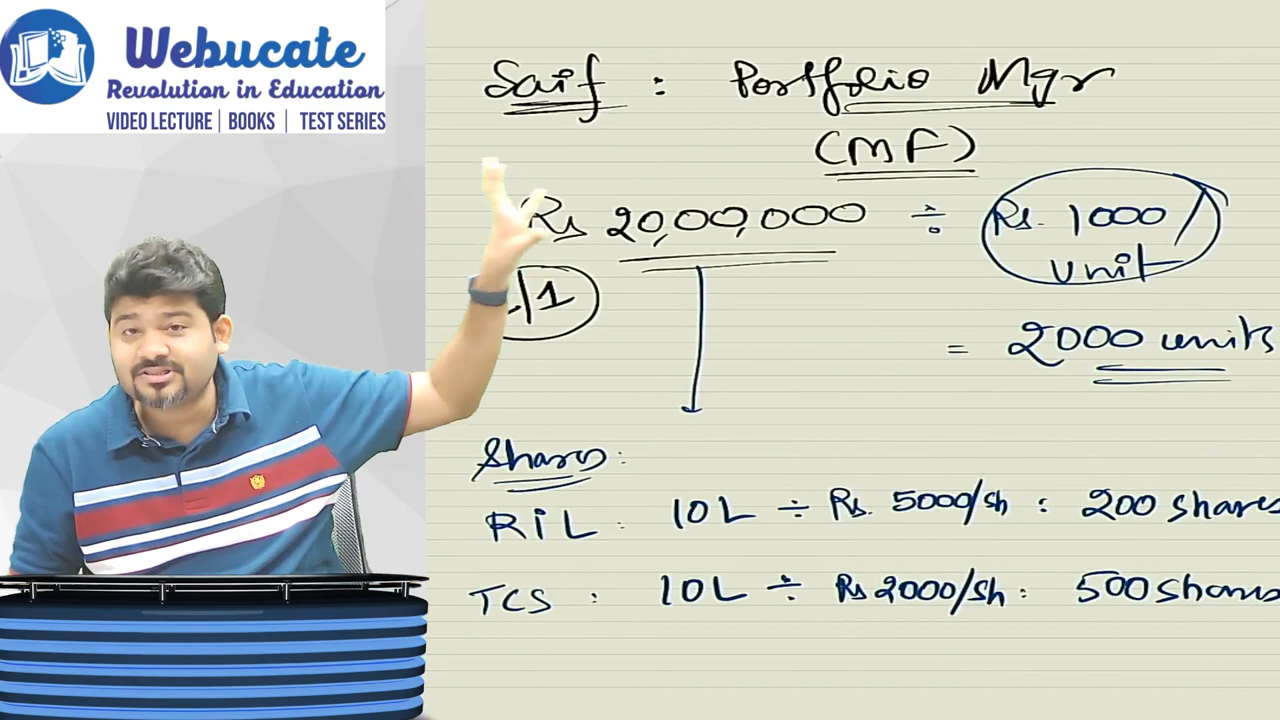 Webucate
Revolution in Education
VIDEO LECTURE | BOOKS | TEST SERIES
Saif : Portfolio Mgr
(MF)
Rs 20,00,000 ÷ Rs. 1000/
unit
/1
= 2000 units
Shares:
RIL : 10L ÷ Rs. 5000/sh : 200 shares
TCS : 10L ÷ Rs 2000/sh : 500 shares